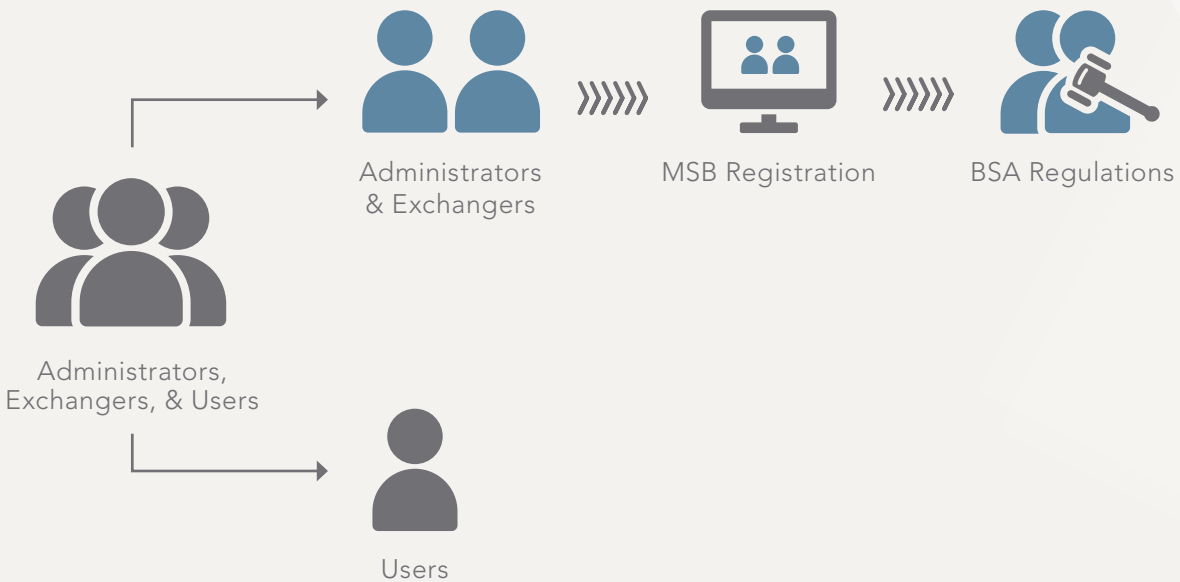 Administrators
& Exchangers
MSB Registration
BSA Regulations
Administrators,
Exchangers, & Users
Users